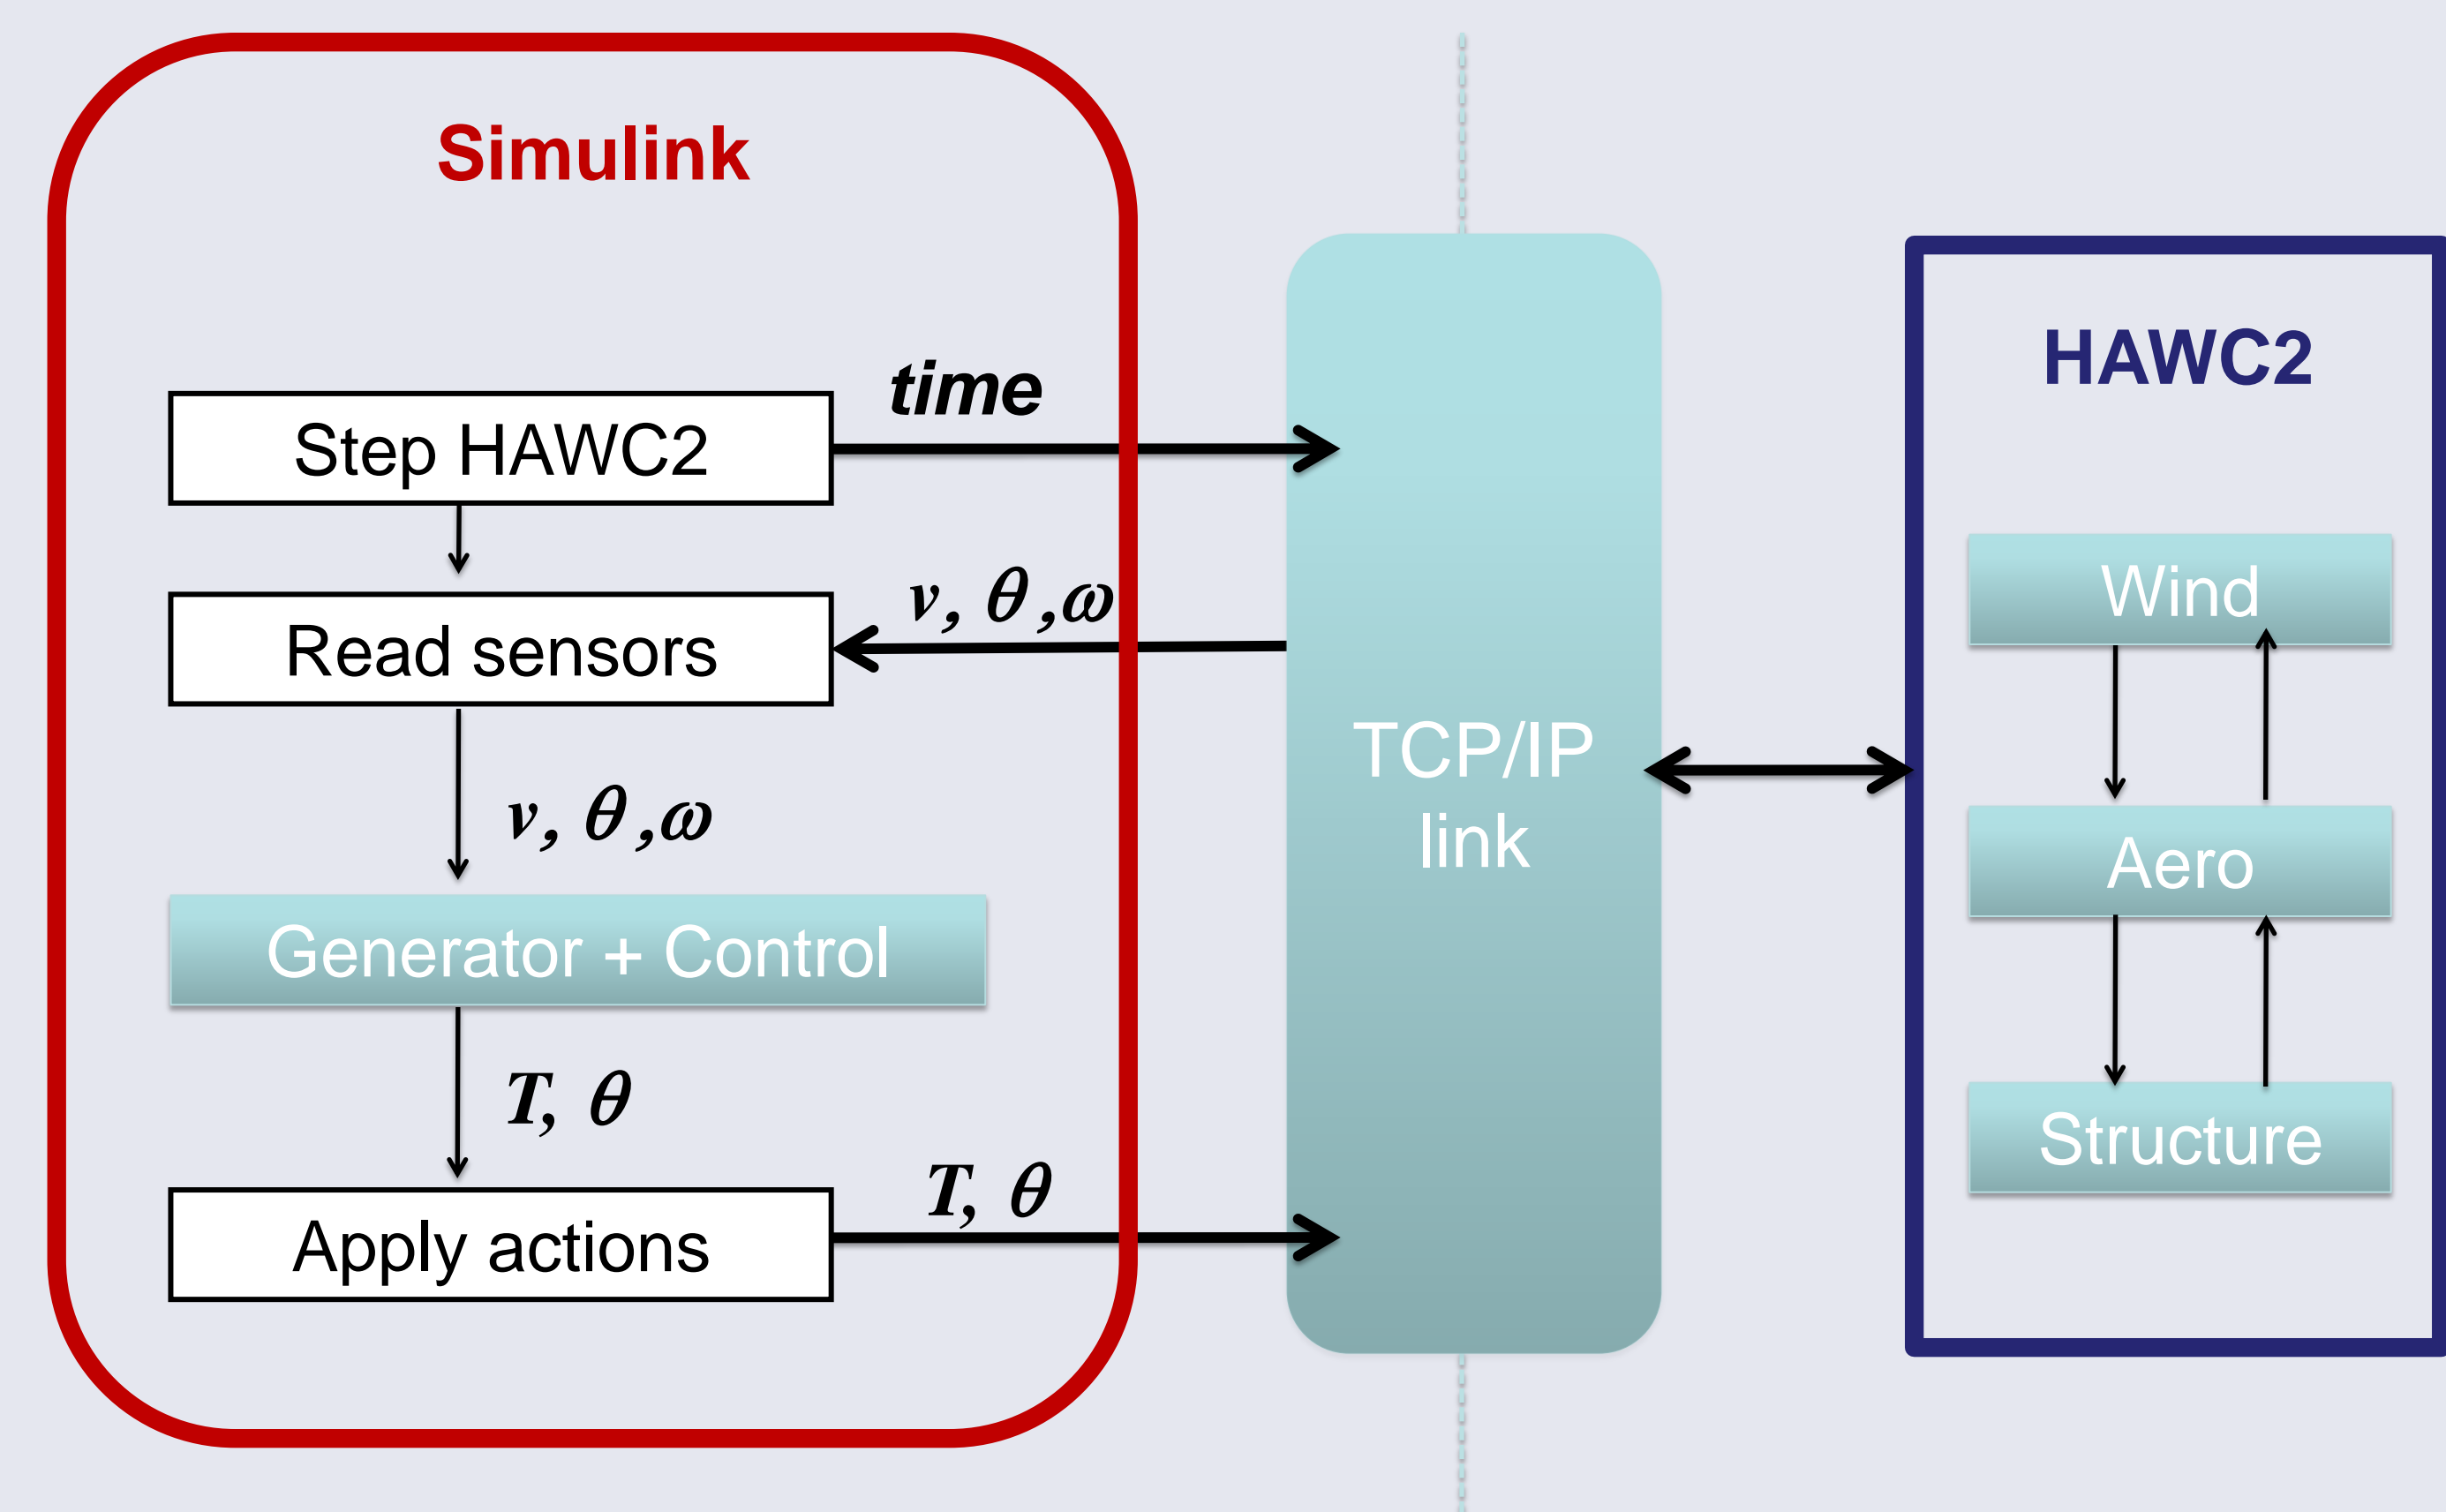 Simulink
Step HAWC2
time
Read sensors
v, θ ,ω
v, θ ,ω
Generator + Control
T, θ
Apply actions
T, θ
TCP/IP
link
HAWC2
Wind
Aero
Structure